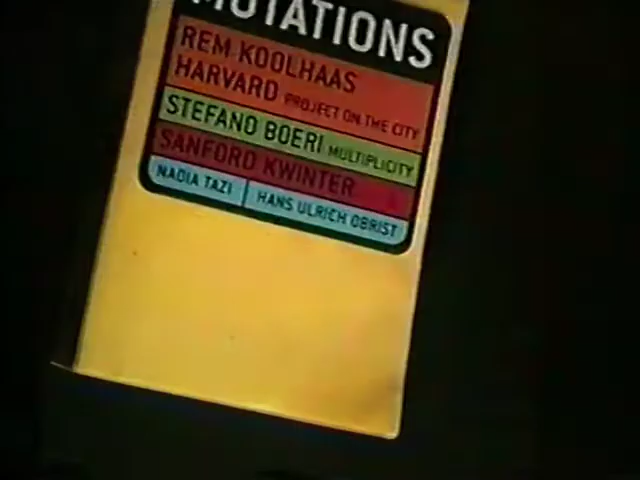 MUTATIONS
REM KOOLHAAS
HARVARD PROJECT ON THE CITY
STEFANO BOERI MULTIPLICITY
SANFORD KWINTER
NADIA TAZI HANS ULRICH OBRIST